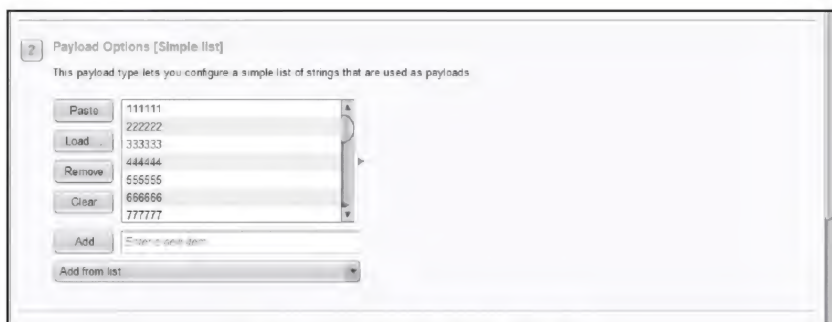 ?
Payload Options [Simple list]
This payload type lets you configure a simple list of strings that are used as payloads
Paste
Load ...
Remove
Clear
111111
222222
333333
444444
555555
666666
777777
Add
Enter a new item
Add from list